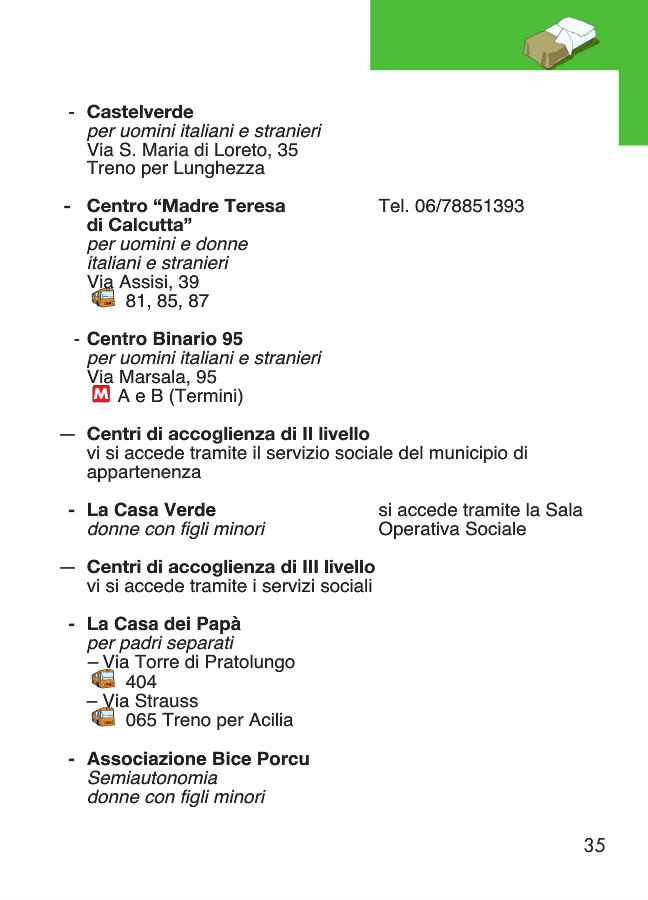 - Castelverde
per uomini italiani e stranieri
Via S. Maria di Loreto, 35
Treno per Lunghezza
- Centro “Madre Teresa Tel. 06/78851393
di Calcutta”
per uomini e donne
italiani e stranieri
Via Assisi, 39
81, 85, 87
- Centro Binario 95
per uomini italiani e stranieri
Via Marsala, 95
M A e B (Termini)
— Centri di accoglienza di II livello
vi si accede tramite il servizio sociale del municipio di
appartenenza
- La Casa Verde si accede tramite la Sala
donne con figli minori Operativa Sociale
— Centri di accoglienza di III livello
vi si accede tramite i servizi sociali
- La Casa dei Papà
per padri separati
– Via Torre di Pratolungo
404
– Via Strauss
065 Treno per Acilia
- Associazione Bice Porcu
Semiautonomia
donne con figli minori
35